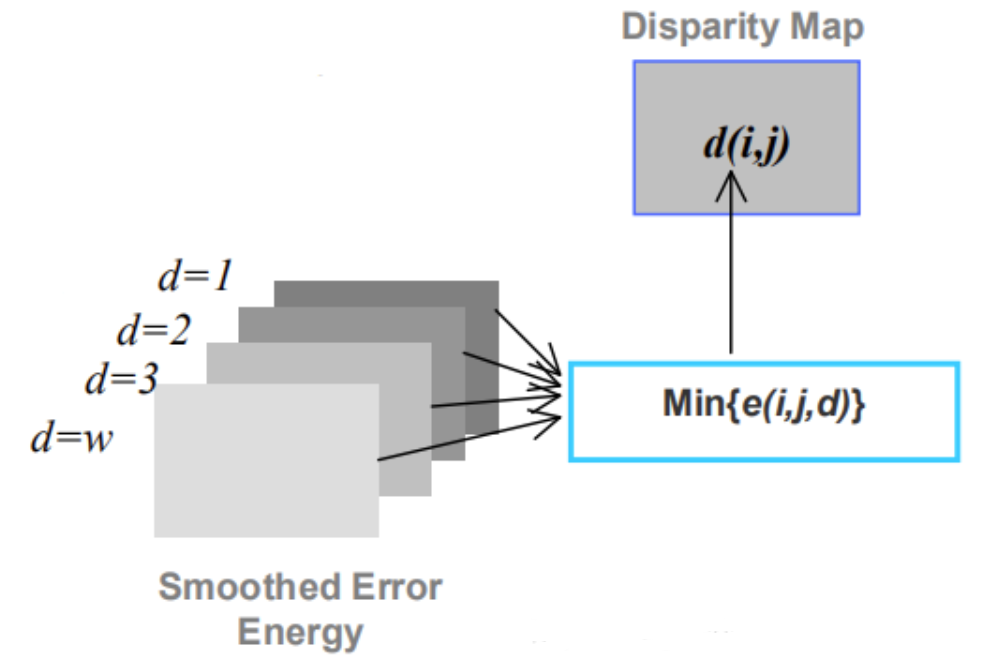 Disparity Map
d(i,j)
d=1
d=2
d=3
d=w
Min{e(i,j,d)}
Smoothed Error
Energy